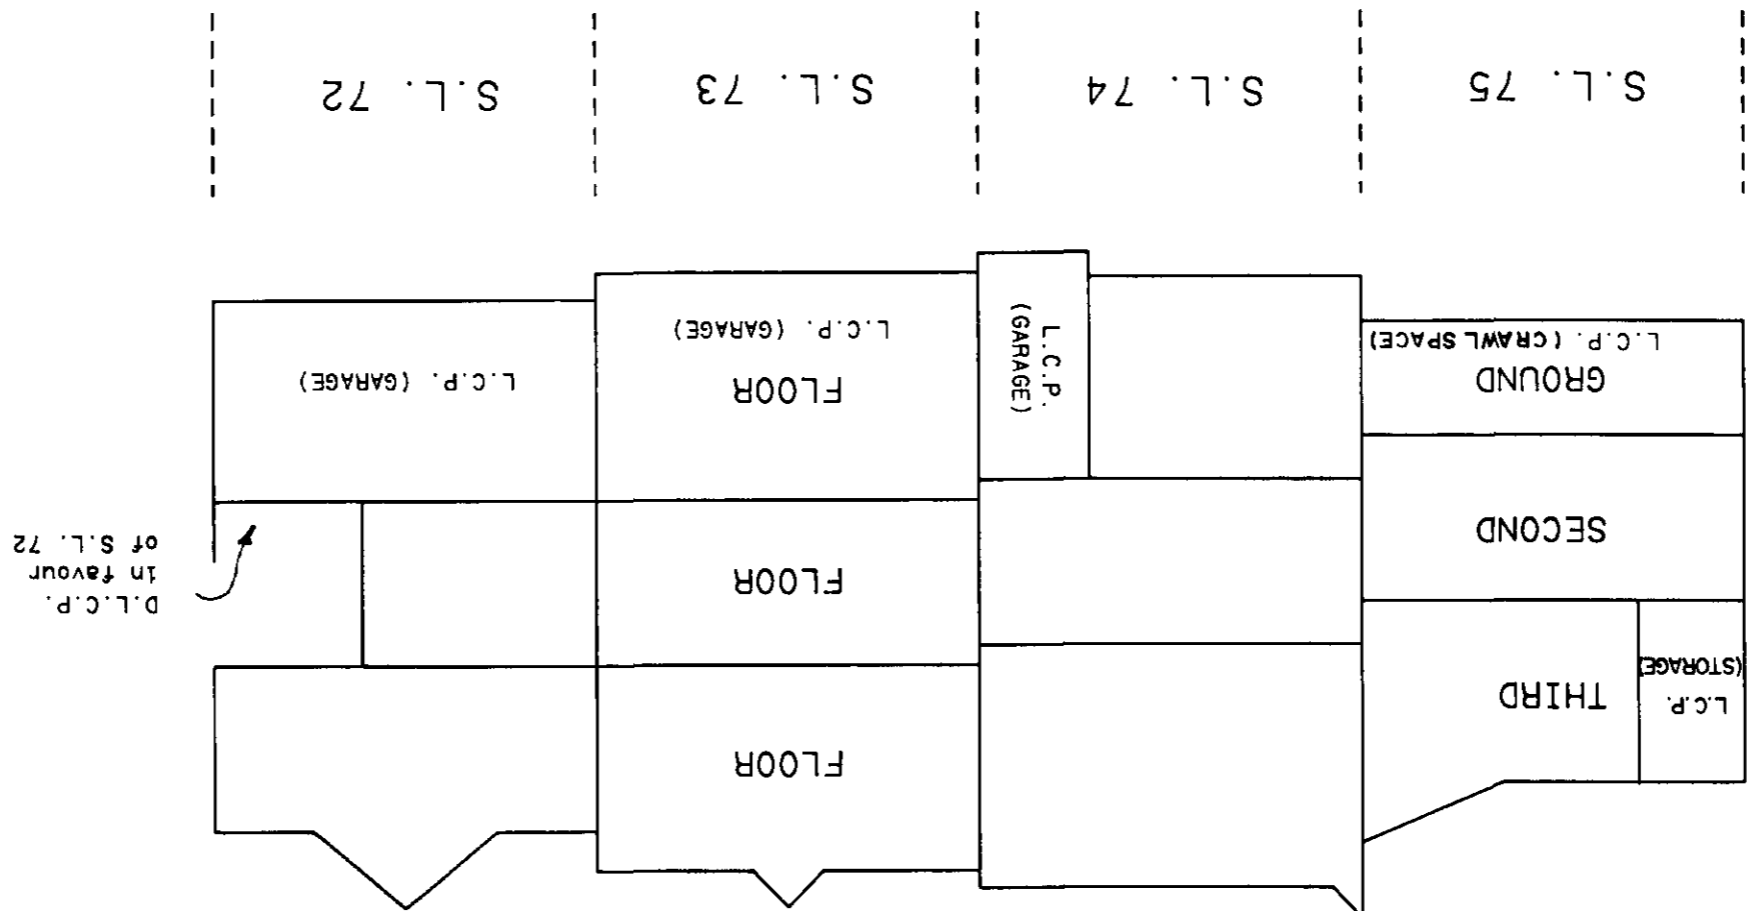 THIRD FLOOR
L.C.P.
(STORAGE)
D.L.C.P.
in favour
of S.L. 72
SECOND FLOOR
GROUND FLOOR
L.C.P. (CRAWL SPACE)
L.C.P.
(GARAGE)
L.C.P. (GARAGE)
L.C.P. (GARAGE)
S.L. 75
S.L. 74
S.L. 73
S.L. 72